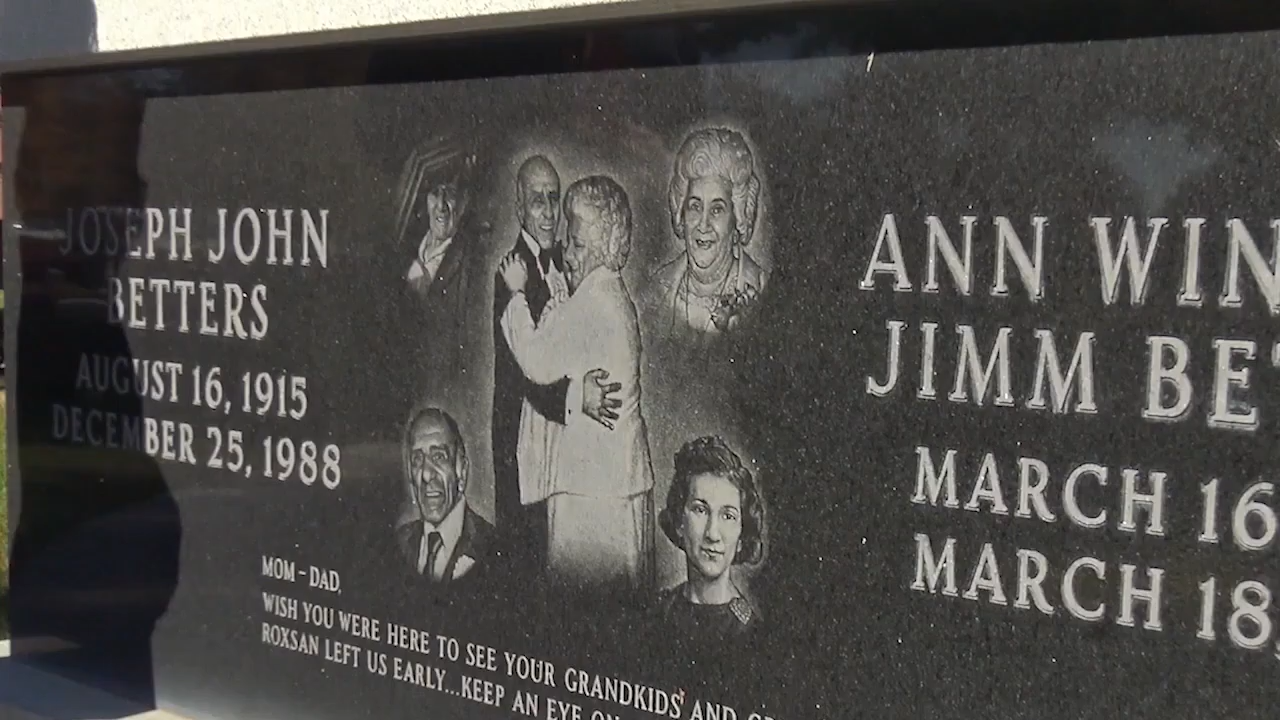 JOSEPH JOHN
BETTERS
AUGUST 16, 1915
DECEMBER 25, 1988
ANN WIN
JIMM BE
MARCH 16
MARCH 18
MOM - DAD,
WISH YOU WERE HERE TO SEE YOUR GRANDKIDS AND
ROXSAN LEFT US EARLY...KEEP AN EYE ON